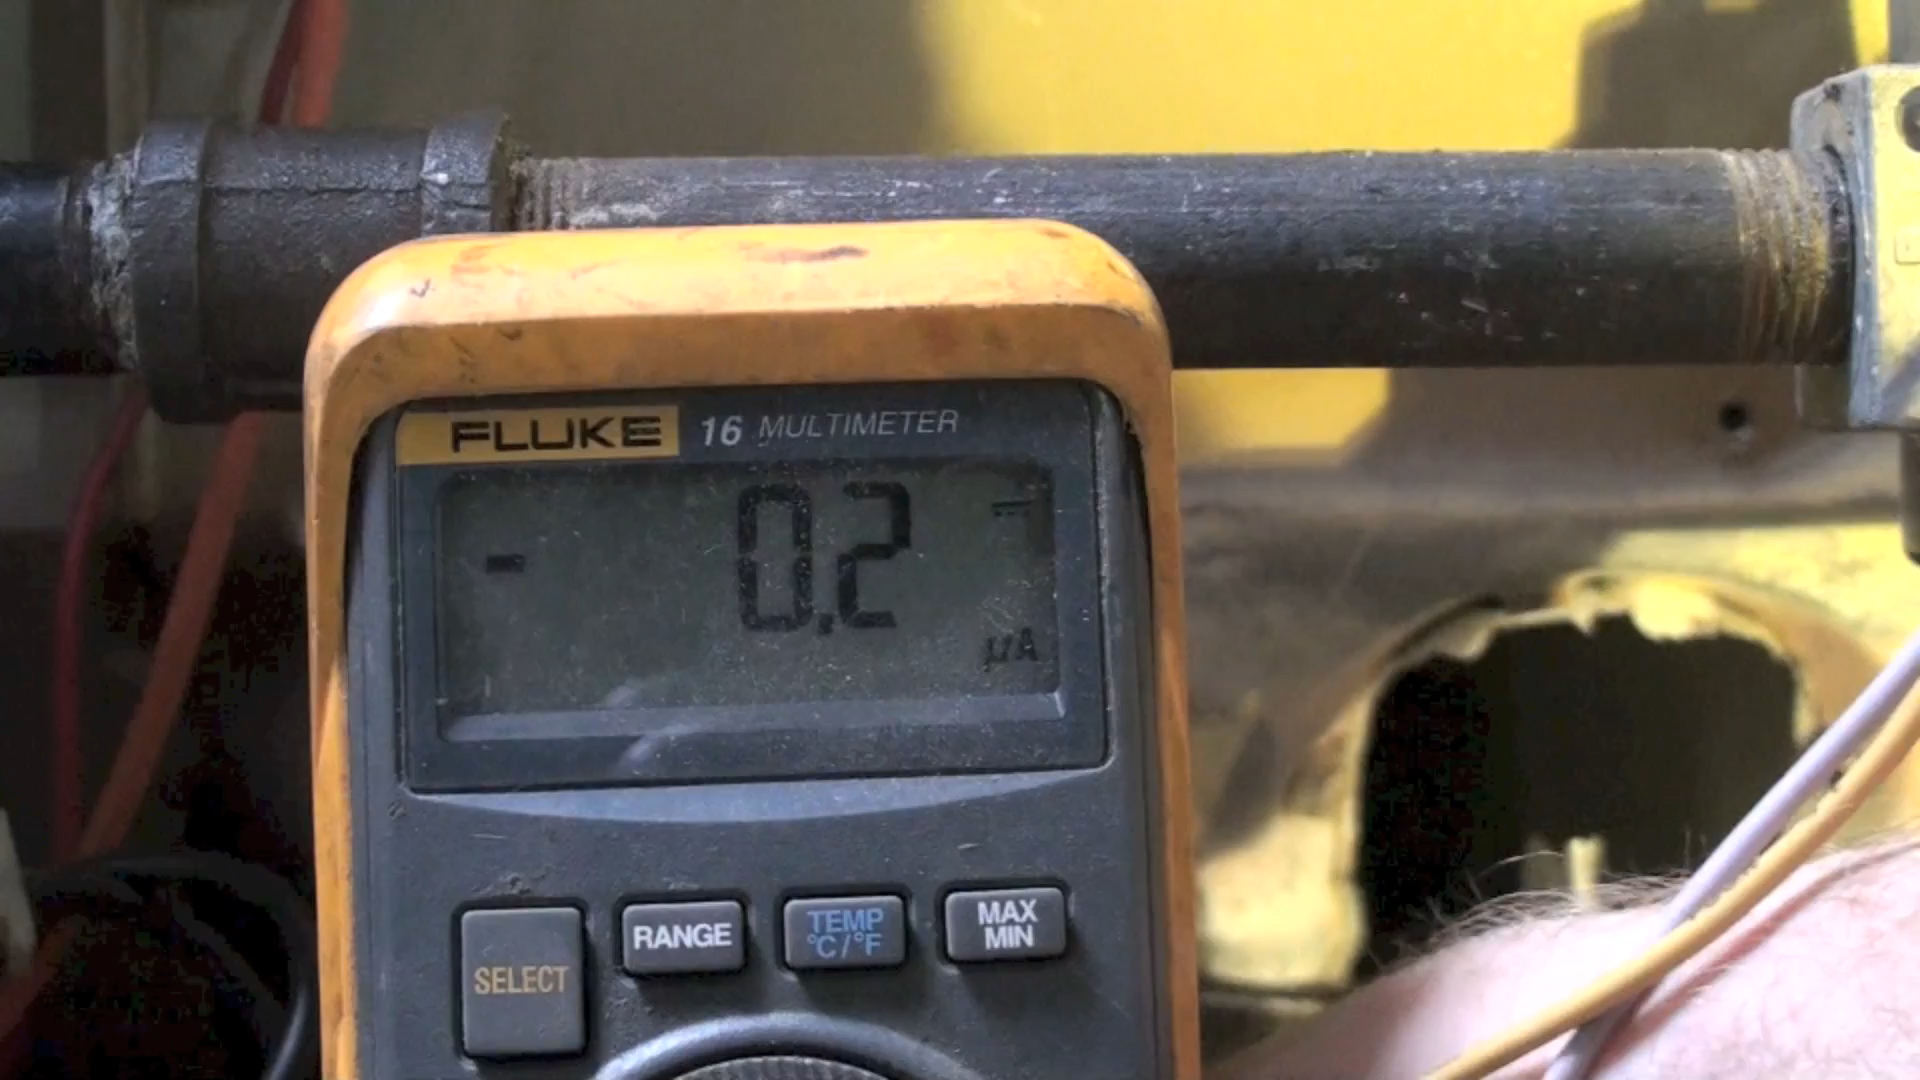 FLUKE 16 MULTIMETER
- 0.2
µA
SELECT
RANGE
TEMP
°C/°F
MAX
MIN